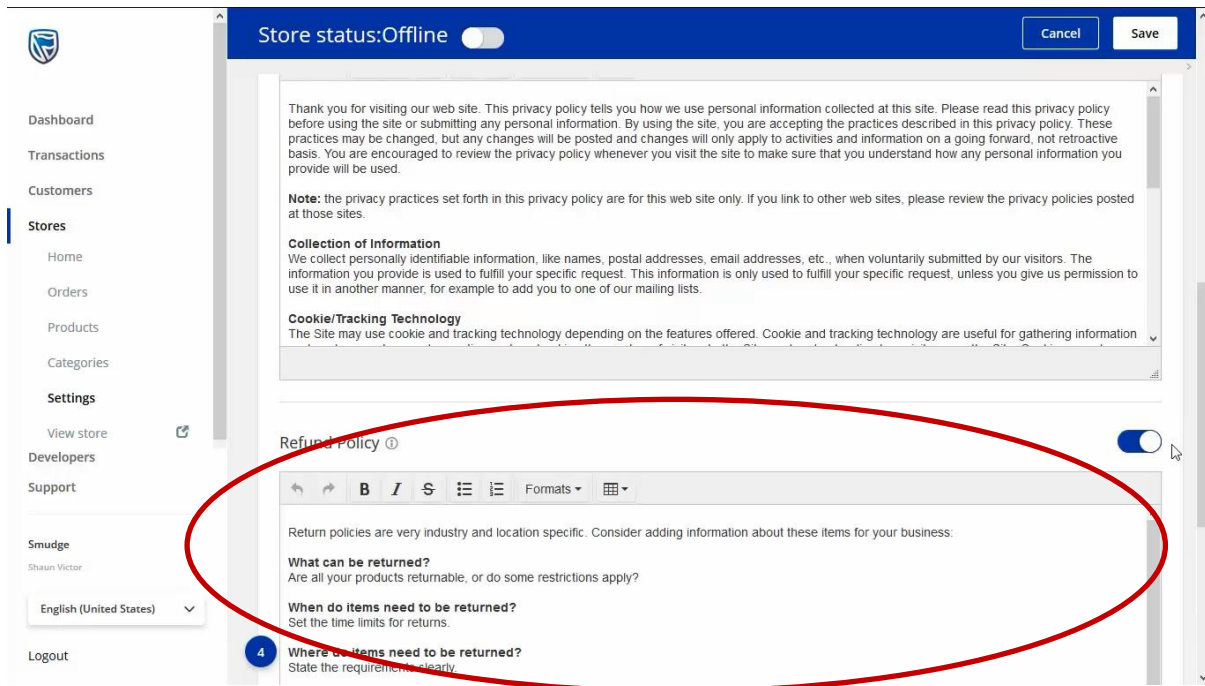 Store status:Offline
Cancel
Save
Dashboard
Transactions
Customers
Stores
Home
Orders
Products
Categories
Settings
View store
Developers
Support
Smudge
Shaun Victor
English (United States)
Logout
Thank you for visiting our web site. This privacy policy tells you how we use personal information collected at this site. Please read this privacy policy
before using the site or submitting any personal information. By using the site, you are accepting the practices described in this privacy policy. These
practices may be changed, but any changes will be posted and changes will only apply to activities and information on a going forward, not retroactive
basis. You are encouraged to review the privacy policy whenever you visit the site to make sure that you understand how any personal information you
provide will be used.
Note: the privacy practices set forth in this privacy policy are for this web site only. If you link to other web sites, please review the privacy policies posted
at those sites.
Collection of Information
We collect personally identifiable information, like names, postal addresses, email addresses, etc., when voluntarily submitted by our visitors. The
information you provide is used to fulfill your specific request. This information is only used to fulfill your specific request, unless you give us permission to
use it in another manner, for example to add you to one of our mailing lists.
Cookie/Tracking Technology
The Site may use cookie and tracking technology depending on the features offered. Cookie and tracking technology are useful for gathering information
Refund Policy
B I S Formats
Return policies are very industry and location specific. Consider adding information about these items for your business:
What can be returned?
Are all your products returnable, or do some restrictions apply?
When do items need to be returned?
Set the time limits for returns.
4
Where do items need to be returned?
State the requirements clearly.